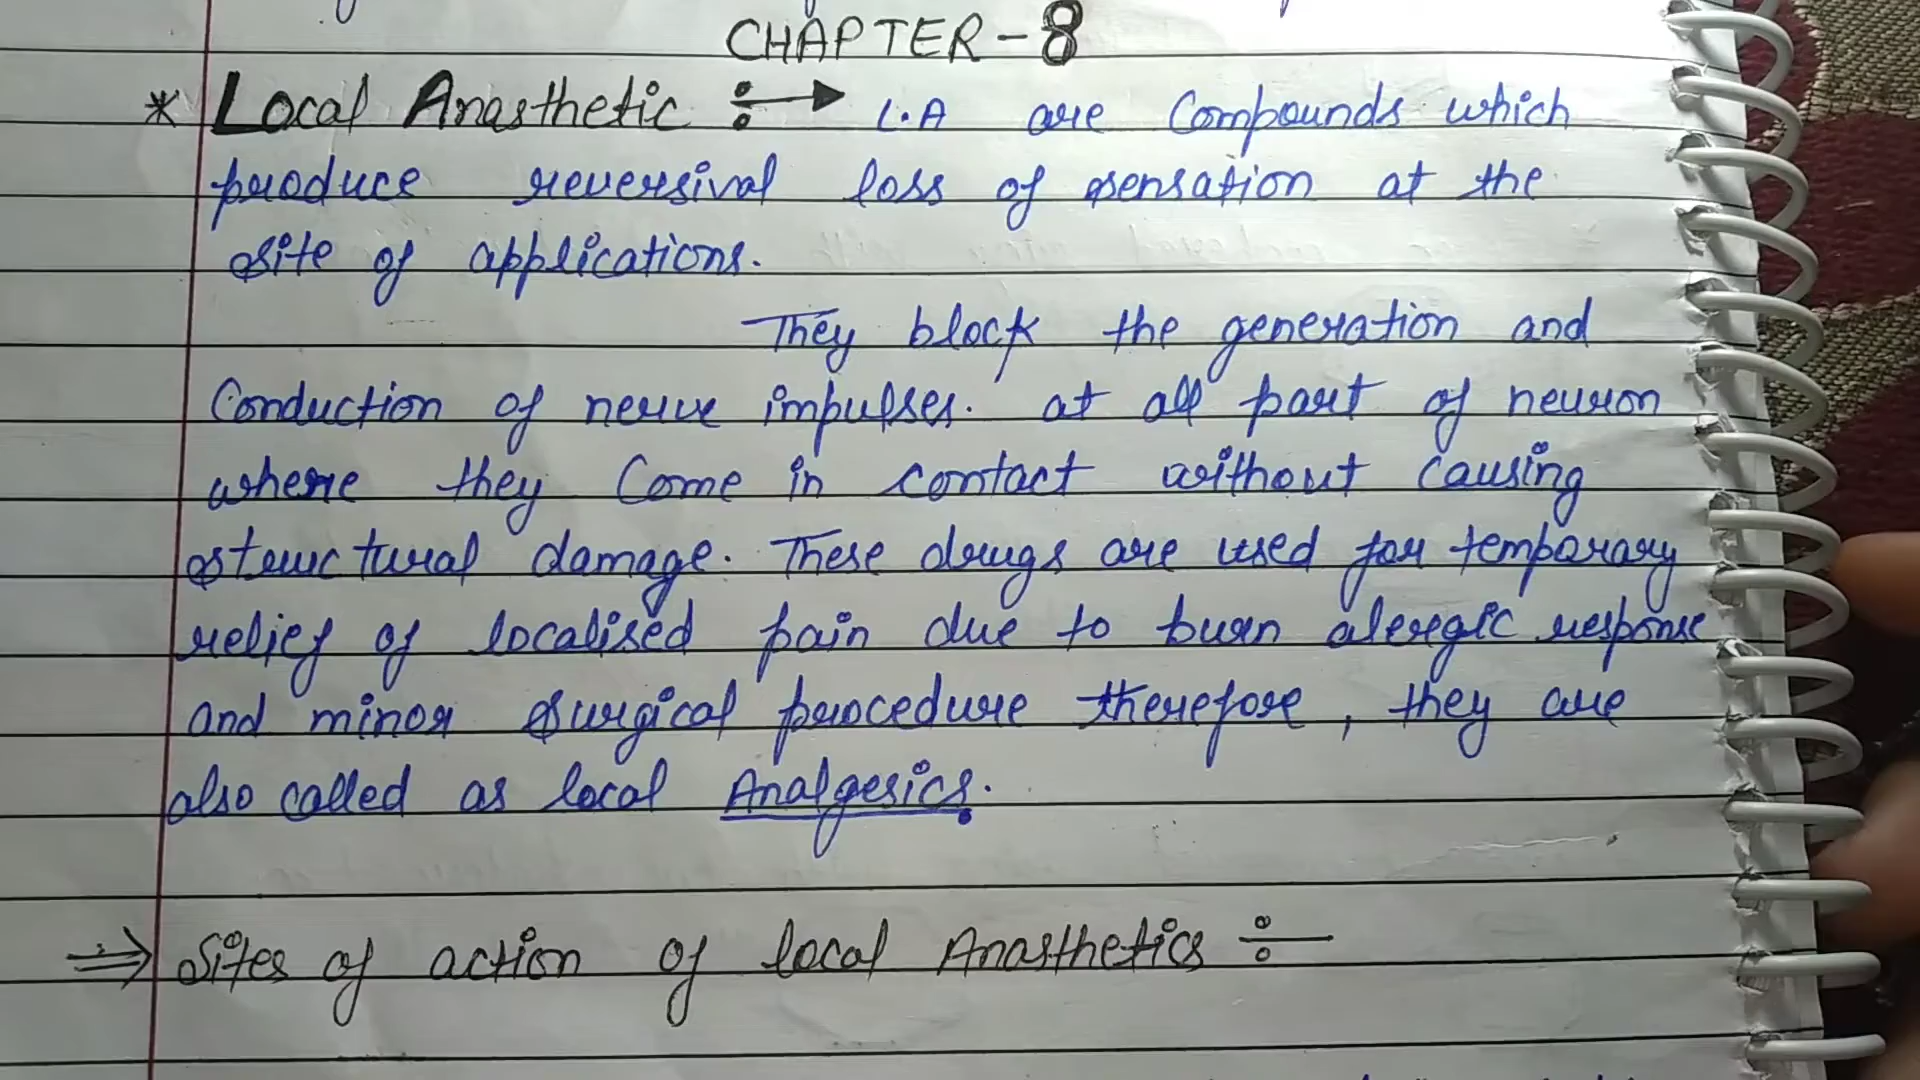 CHAPTER - 8
* Local Anasthetic ÷→ L.A are Compounds which
produce reversival loss of sensation at the
site of applications.
They block the generation and
Conduction of nerve impulses. at all part of neuron
where they Come in contact without Causing
structural damage. These drugs are used for temporary
relief of localised pain due to burn alergic response
and minor surgical procedure therefore, they are
also called as local Analgesics.
⇒ Sites of action of local Anasthetics ÷